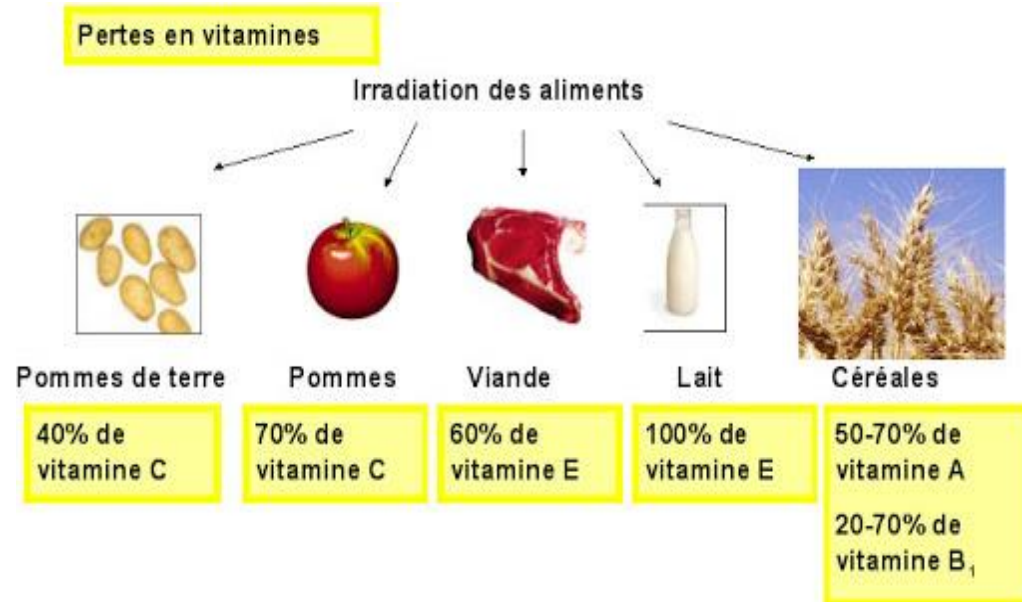 Pertes en vitamines
Irradiation des aliments
Pommes de terre
40% de
vitamine C
Pommes
70% de
vitamine C
Viande
60% de
vitamine E
Lait
100% de
vitamine E
Céréales
50-70% de
vitamine A
20-70% de
vitamine B₁